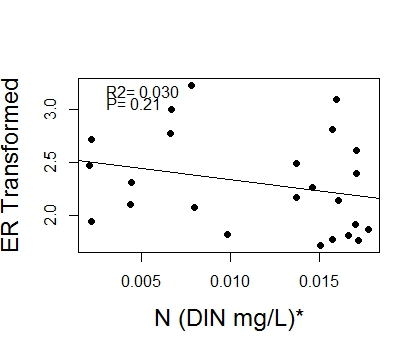 R2= 0.030
P= 0.21
ER Transformed
3.0
2.5
2.0
0.005 0.010 0.015
N (DIN mg/L)*